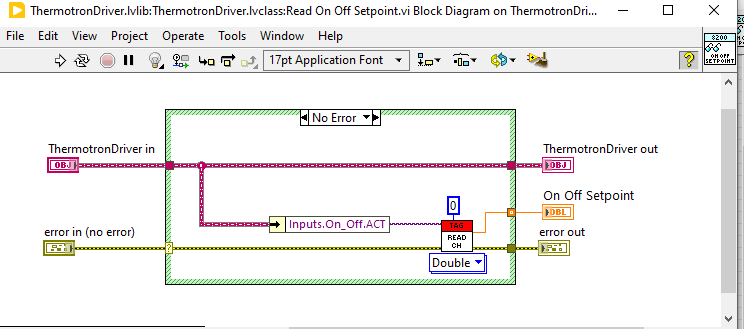 ThermotronDriver.lvlib:ThermotronDriver.lvclass:Read On Off Setpoint.vi Block Diagram on ThermotronDri...
File Edit View Project Operate Tools Window Help
17pt Application Font
?
8200
ON OFF
SETPOINT
No Error
ThermotronDriver in
OBJ
ThermotronDriver out
OBJ
On Off Setpoint
DBL
0
Inputs.On_Off.ACT
TAG
READ
CH
error in (no error)
?
error out
Double